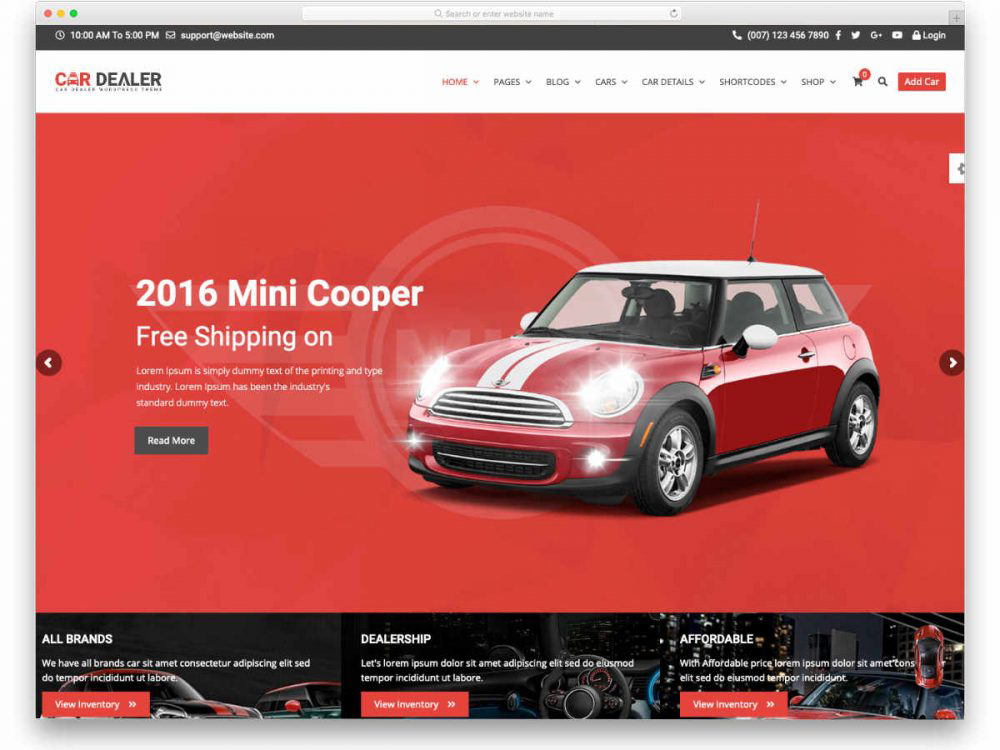 Search or enter website name
10:00 AM To 5:00 PM support@website.com (007) 123 456 7890 Login
CAR DEALER
CAR DEALER WORDPRESS THEME
HOME PAGES BLOG CARS CAR DETAILS SHORTCODES SHOP 0 Add Car
2016 Mini Cooper
Free Shipping on
Lorem Ipsum is simply dummy text of the printing and type
industry. Lorem Ipsum has been the industry's
standard dummy text.
Read More
ALL BRANDS
We have all brands car sit amet consectetur adipiscing elit sed
do tempor incididunt ut labore.
View Inventory »
DEALERSHIP
Let's lorem ipsum dolor sit amet adipiscing elit sed do eiusmod
tempor incididunt ut labore.
View Inventory »
AFFORDABLE
With Affordable price lorem ipsum dolor sit amet cons
elit sed do eiusmod tempor incididunt.
View Inventory »